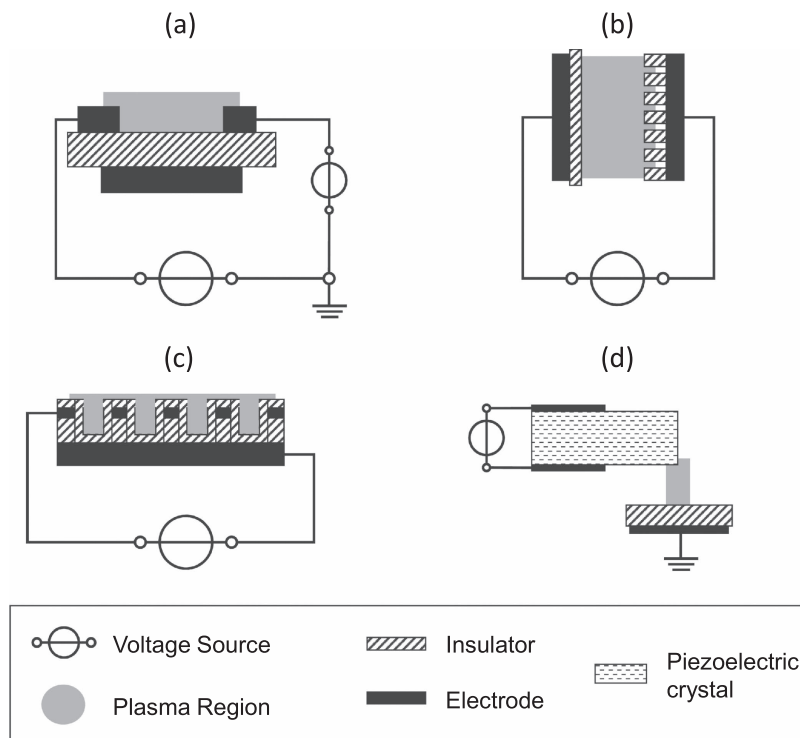 (a)
(b)
(c)
(d)
Voltage Source
Insulator
Piezoelectric
crystal
Plasma Region
Electrode